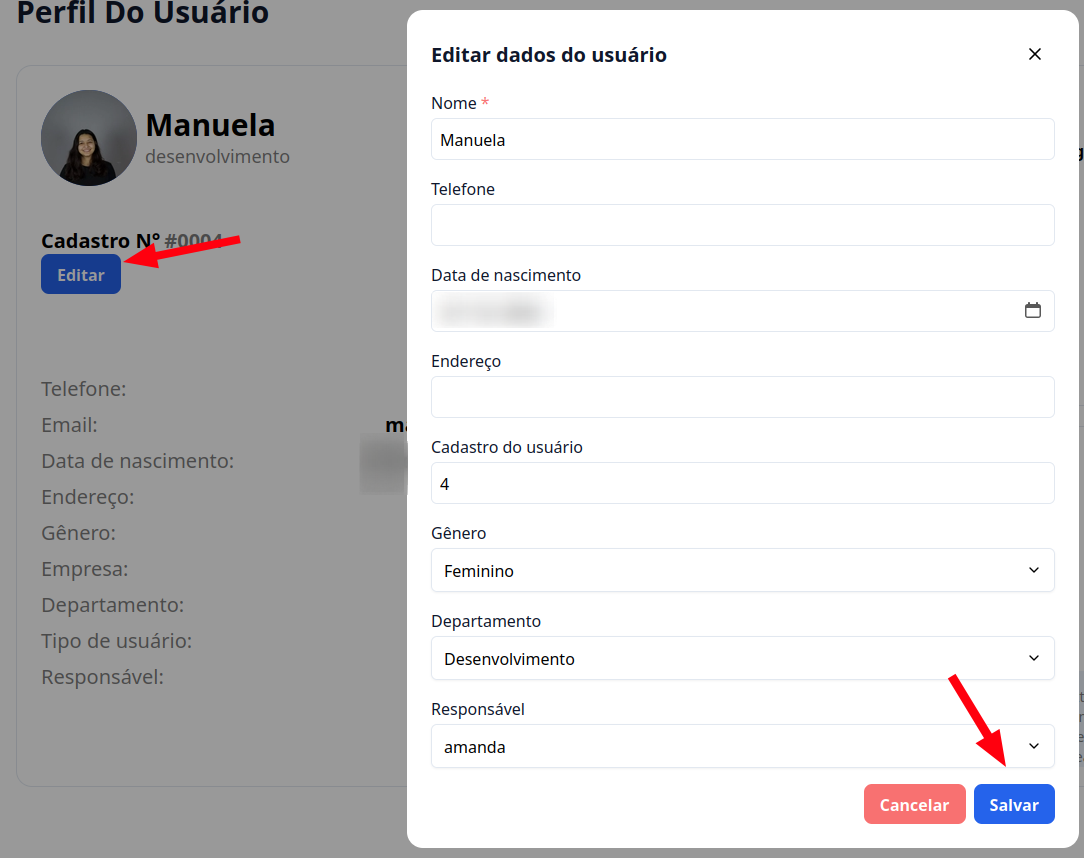 Perfil Do Usuário
Manuela
desenvolvimento
Cadastro N° #0004
Editar
Telefone:
Email:
Data de nascimento:
Endereço:
Gênero:
Empresa:
Departamento:
Tipo de usuário:
Responsável:
Editar dados do usuário
Nome *
Manuela
Telefone
Data de nascimento
Endereço
Cadastro do usuário
4
Gênero
Feminino
Departamento
Desenvolvimento
Responsável
amanda
Cancelar
Salvar